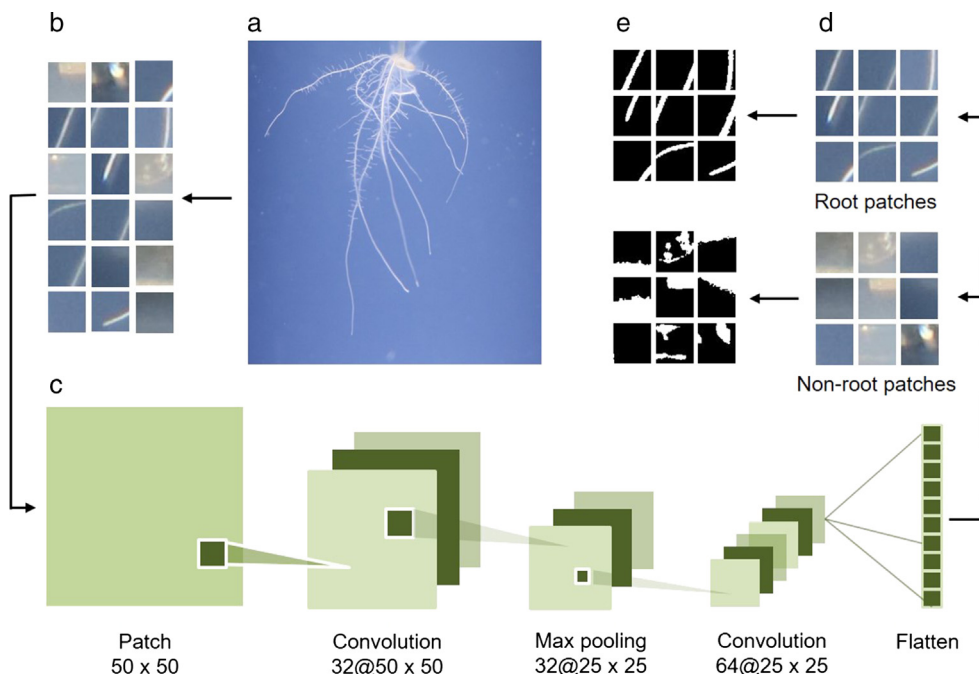 b
a
e
d
Root patches
Non-root patches
c
Patch
50 x 50
Convolution
32@50 x 50
Max pooling
32@25 x 25
Convolution
64@25 x 25
Flatten